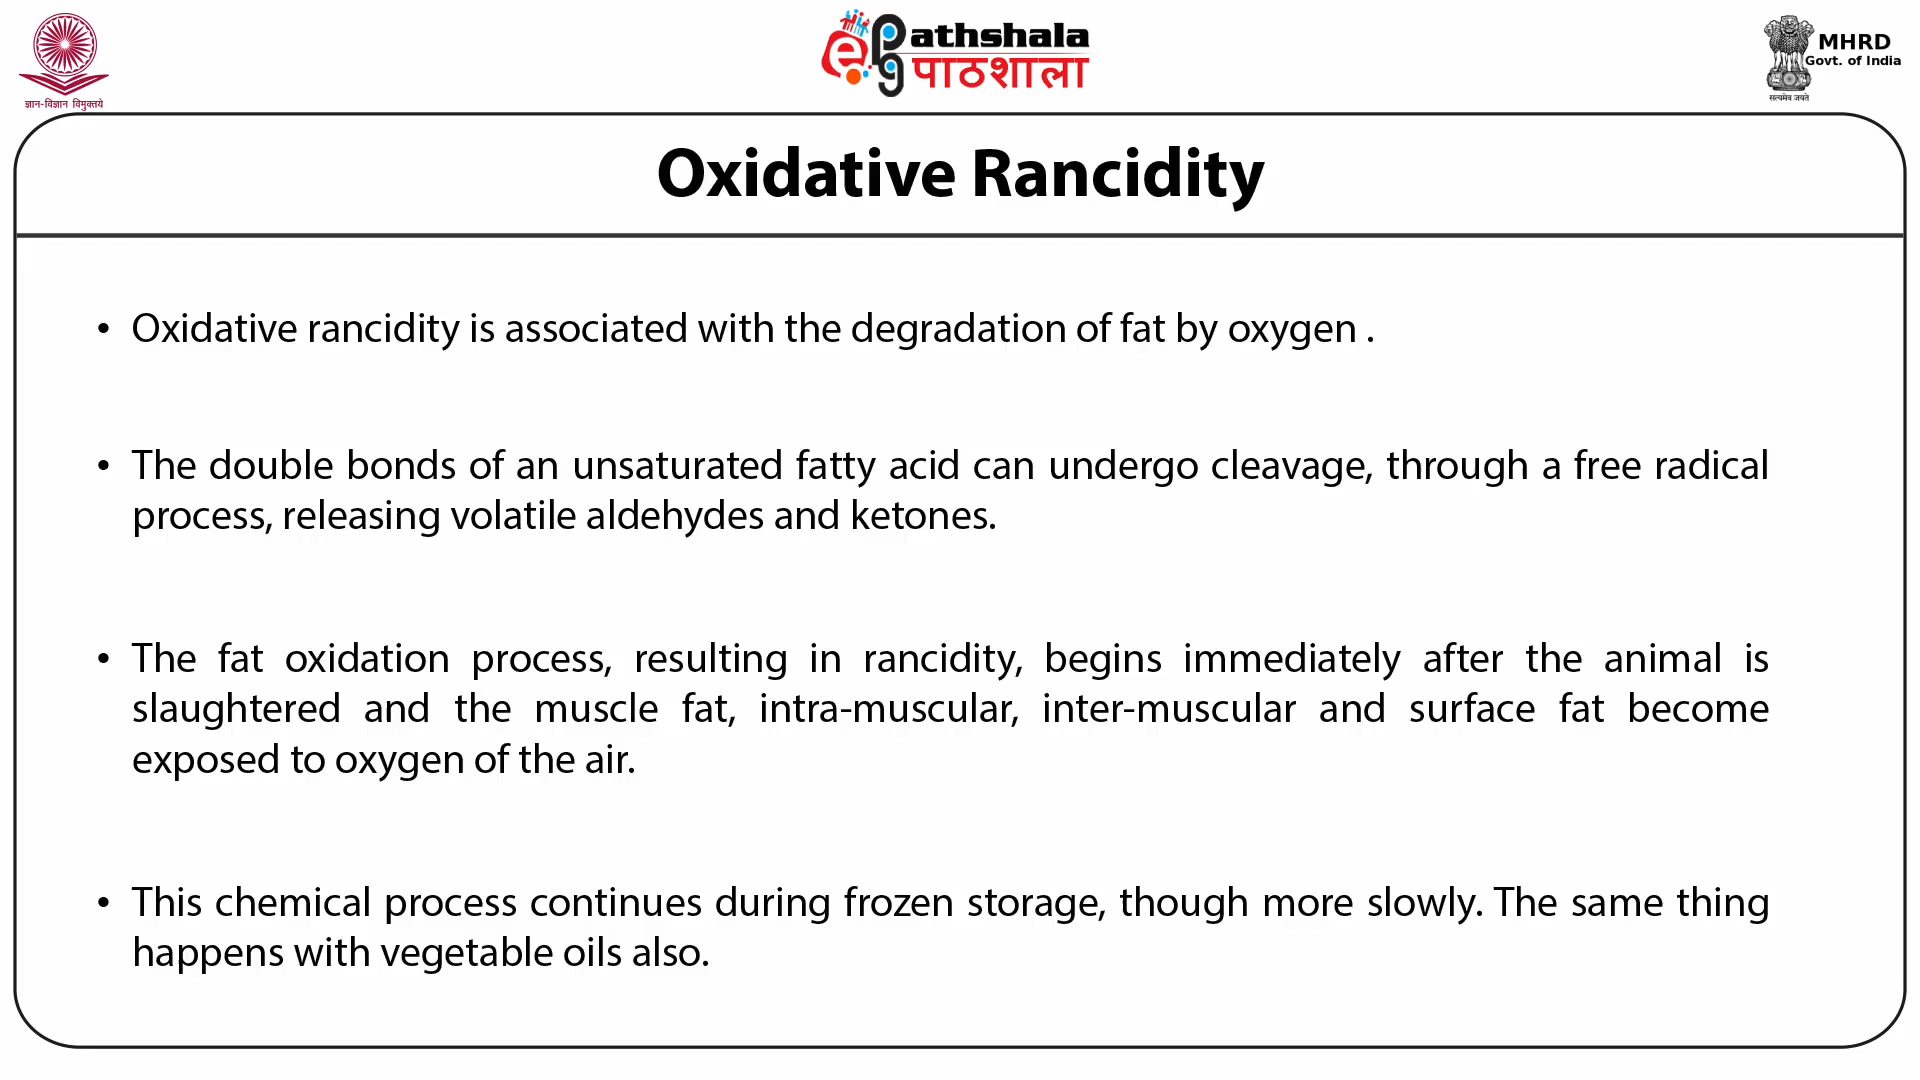 ज्ञान-विज्ञान विमुक्तये
ePathshala
पाठशाला
MHRD
Govt. of India
सत्यमेव जयते
Oxidative Rancidity
• Oxidative rancidity is associated with the degradation of fat by oxygen .
• The double bonds of an unsaturated fatty acid can undergo cleavage, through a free radical
process, releasing volatile aldehydes and ketones.
• The fat oxidation process, resulting in rancidity, begins immediately after the animal is
slaughtered and the muscle fat, intra-muscular, inter-muscular and surface fat become
exposed to oxygen of the air.
• This chemical process continues during frozen storage, though more slowly. The same thing
happens with vegetable oils also.